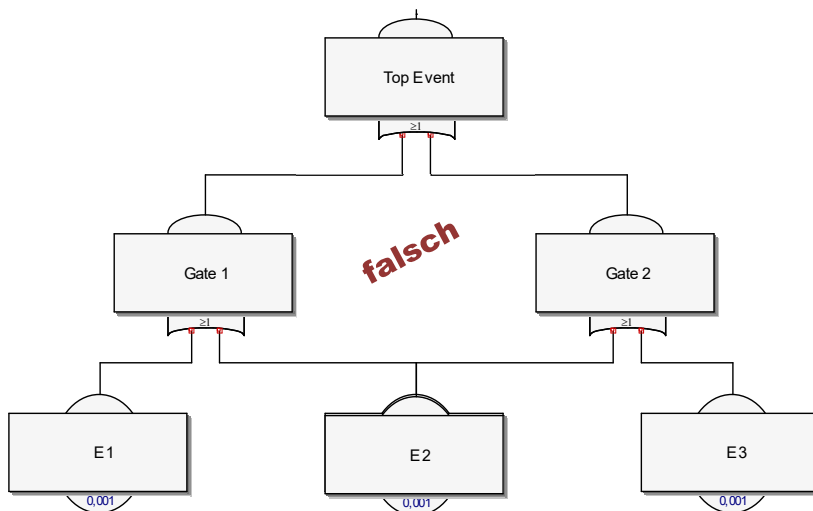 Top Event
≥1
falsch
Gate 1
Gate 2
≥1
≥1
E1
E2
E3
0,001
0,001
0,001